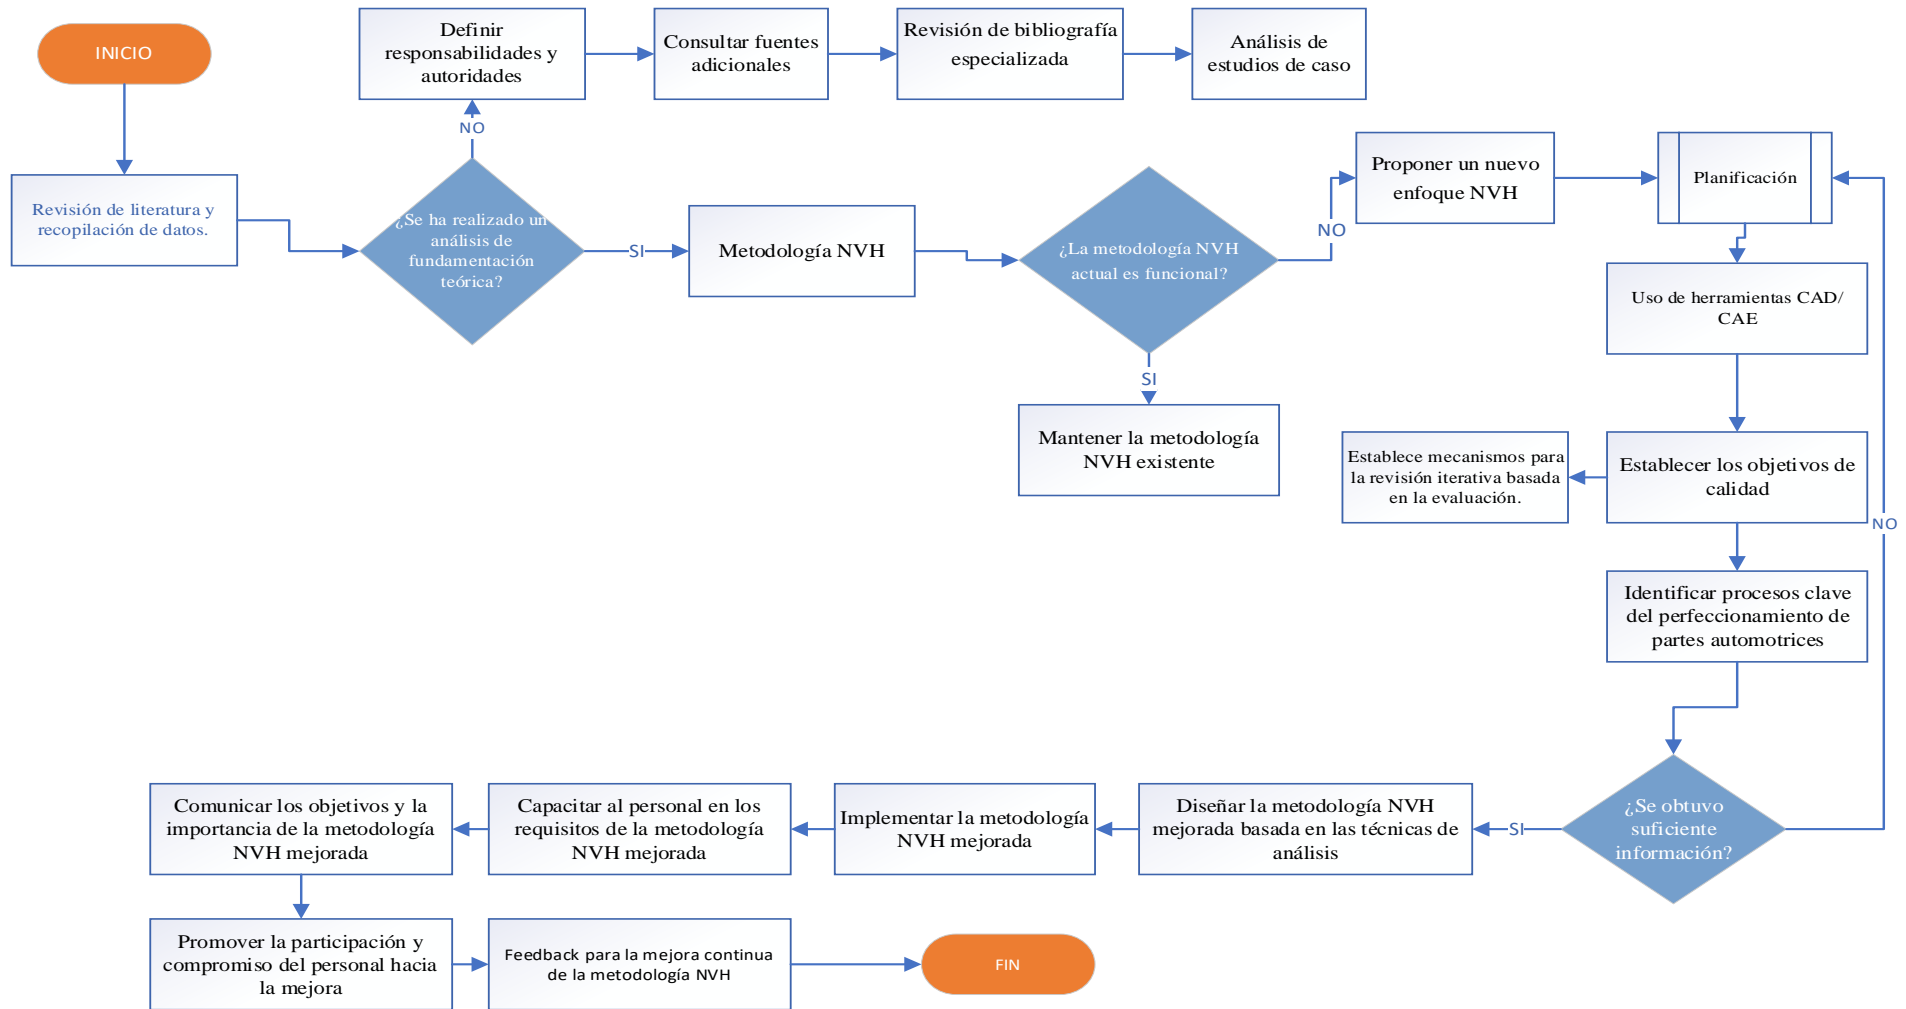 INICIO
Revisión de literatura y
recopilación de datos.
¿Se ha realizado un
análisis de
fundamentación
teórica?
NO
Definir
responsabilidades y
autoridades
Consultar fuentes
adicionales
Revisión de bibliografía
especializada
Análisis de
estudios de caso
SI
Metodología NVH
¿La metodología NVH
actual es funcional?
SI
Mantener la metodología
NVH existente
NO
Proponer un nuevo
enfoque NVH
Planificación
Uso de herramientas CAD/
CAE
Establecer los objetivos de
calidad
Establece mecanismos para
la revisión iterativa basada
en la evaluación.
Identificar procesos clave
del perfeccionamiento de
partes automotrices
¿Se obtuvo
suficiente
información?
NO
SI
Diseñar la metodología NVH
mejorada basada en las técnicas de
análisis
Implementar la metodología
NVH mejorada
Capacitar al personal en los
requisitos de la metodología
NVH mejorada
Comunicar los objetivos y la
importancia de la metodología
NVH mejorada
Promover la participación y
compromiso del personal hacia
la mejora
Feedback para la mejora continua
de la metodología NVH
FIN